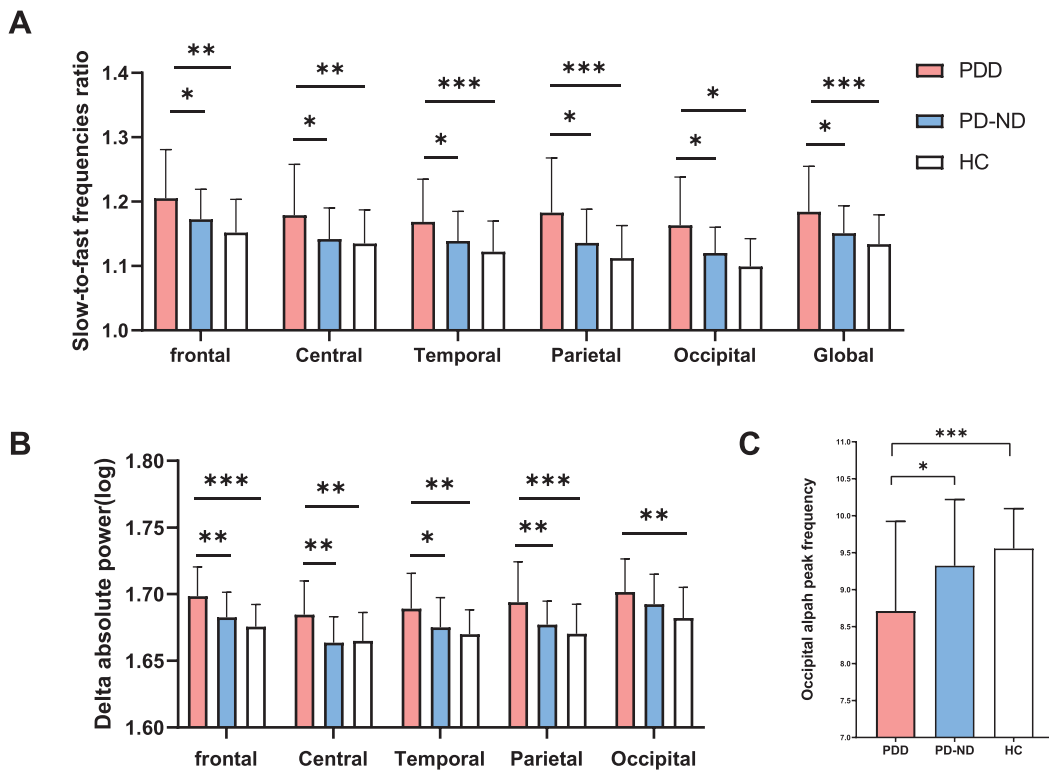 A
Slow-to-fast frequencies ratio
1.4
1.3
1.2
1.1
1.0
** ** *** *** * ***
* * * * * *
frontal Central Temporal Parietal Occipital Global
PDD
PD-ND
HC
B
Delta absolute power(log)
1.80
1.75
1.70
1.65
1.60
*** ** ** *** **
** ** * **
frontal Central Temporal Parietal Occipital
C
Occipital alpah peak frequency
11.0
10.5
10.0
9.5
9.0
8.5
8.0
7.5
7.0
***
*
PDD PD-ND HC